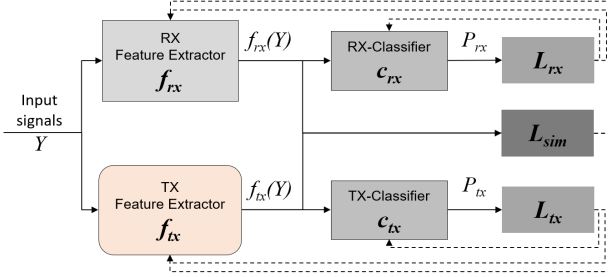 RX
Feature Extractor
f_rx
f_rx(Y)
RX-Classifier
c_rx
P_rx
L_rx
Input
signals
Y
L_sim
TX
Feature Extractor
f_tx
f_tx(Y)
TX-Classifier
c_tx
P_tx
L_tx